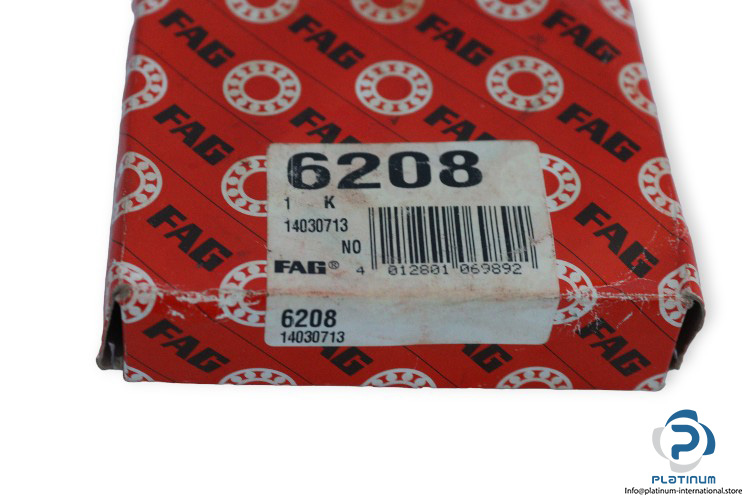 FAG FAG
FAG FAG
FAG
6208
1 K
14030713
NO
FAG® 4 012801 069892
6208
14030713
FAG FAG FAG
P
PLATINUM
Info@platinum-international.store